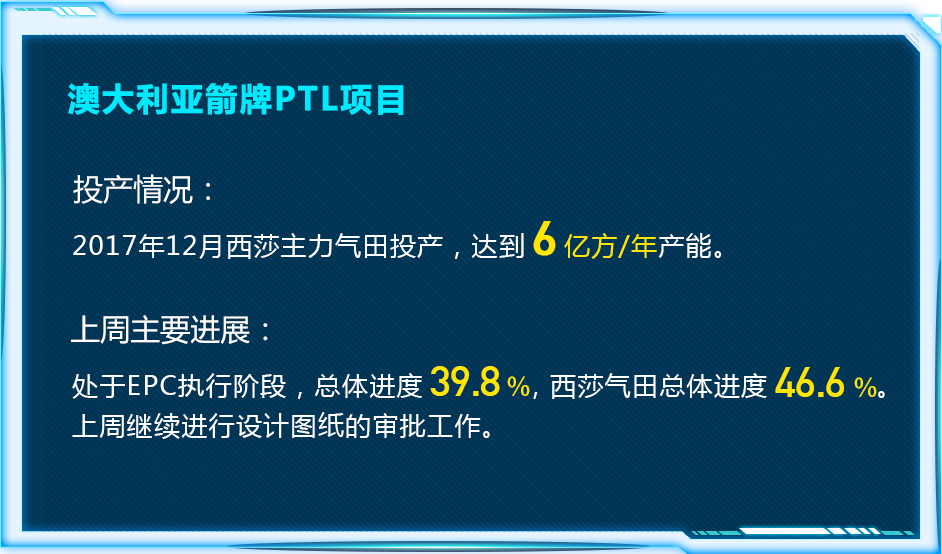 澳大利亚箭牌PTL项目
投产情况：
2017年12月西莎主力气田投产，达到 6 亿方/年产能。
上周主要进展：
处于EPC执行阶段，总体进度 39.8 %, 西莎气田总体进度 46.6 %。
上周继续进行设计图纸的审批工作。